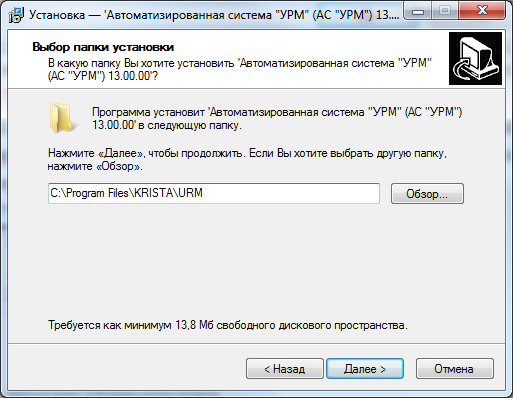 Установка — 'Автоматизированная система "УРМ" (АС "УРМ") 13....
Выбор папки установки
В какую папку Вы хотите установить 'Автоматизированная система "УРМ"
(АС "УРМ") 13.00.00'?
Программа установит 'Автоматизированная система "УРМ" (АС "УРМ")
13.00.00' в следующую папку.
Нажмите «Далее», чтобы продолжить. Если Вы хотите выбрать другую папку,
нажмите «Обзор».
C:\Program Files\KRISTA\URM
Обзор...
Требуется как минимум 13,8 Мб свободного дискового пространства.
< Назад
Далее >
Отмена